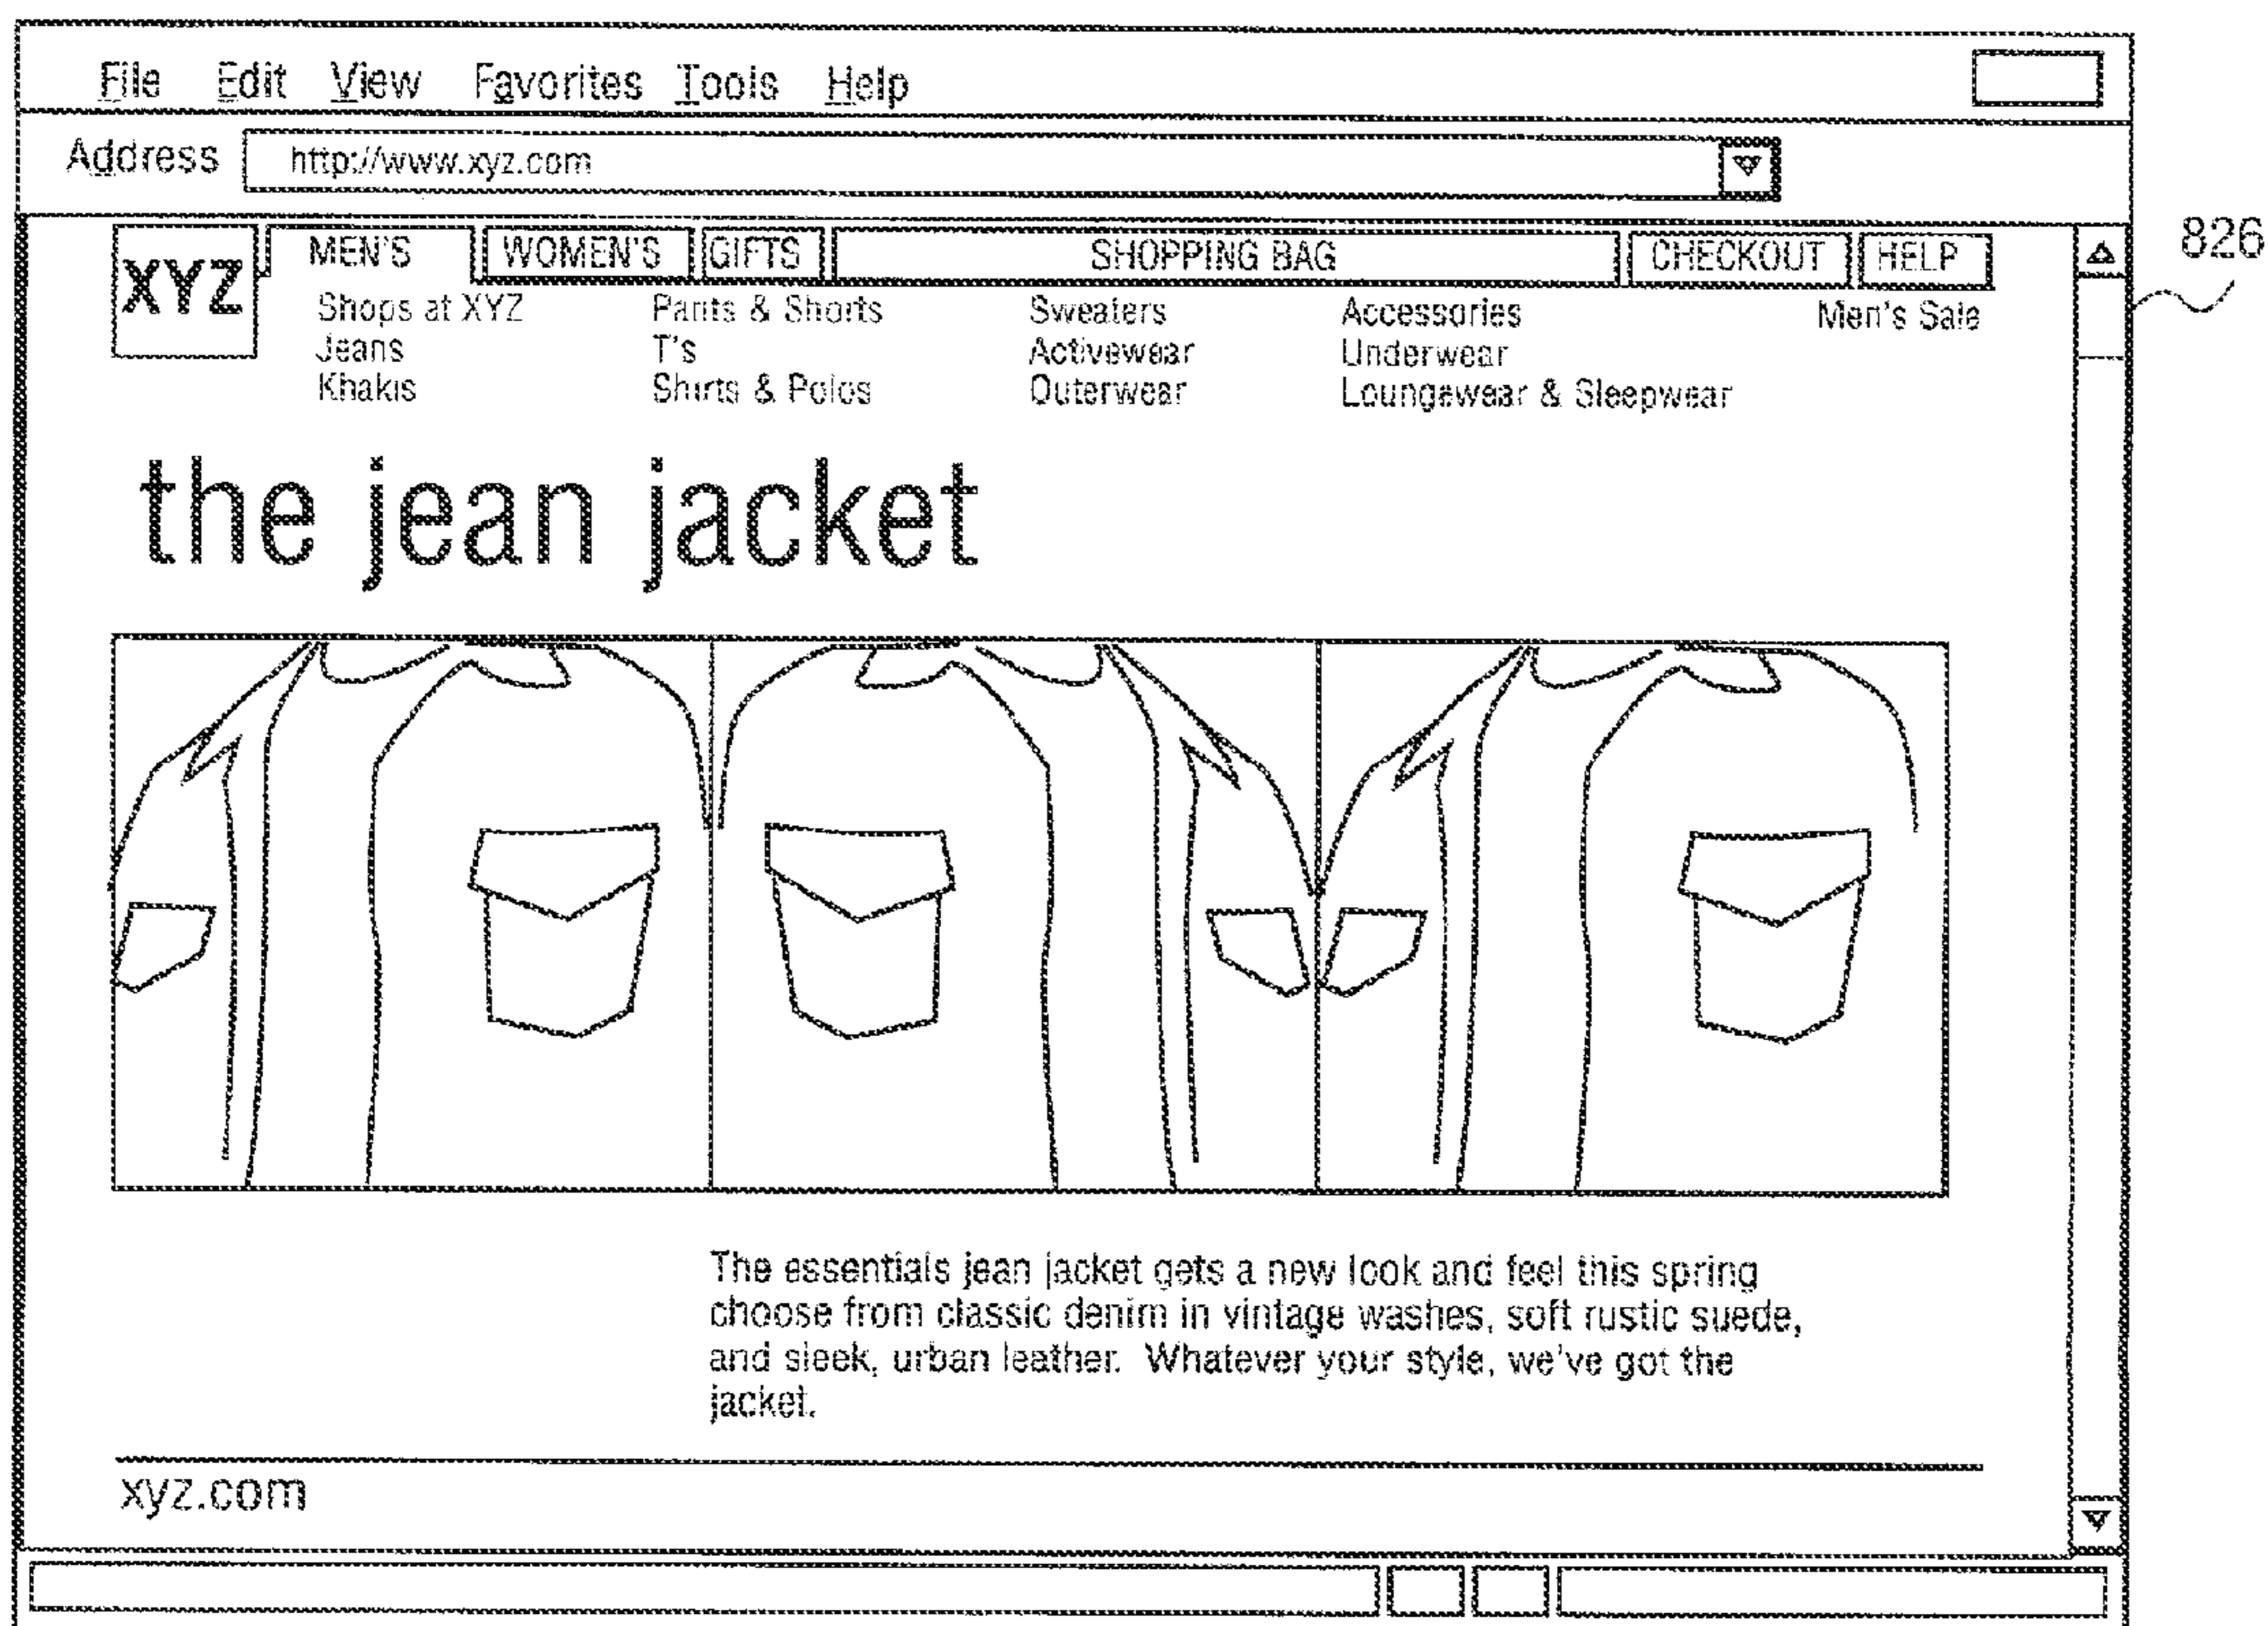 File Edit View Favorites Tools Help
Address http://www.xyz.com
826
XYZ MEN'S WOMEN'S GIFTS SHOPPING BAG CHECKOUT HELP
Shops at XYZ Pants & Shorts Sweaters Accessories Men's Sale
Jeans T's Activewear Underwear
Khakis Shirts & Polos Outerwear Loungewear & Sleepwear
the jean jacket
The essentials jean jacket gets a new look and feel this spring
choose from classic denim in vintage washes, soft rustic suede,
and sleek, urban leather. Whatever your style, we've got the
jacket.
xyz.com